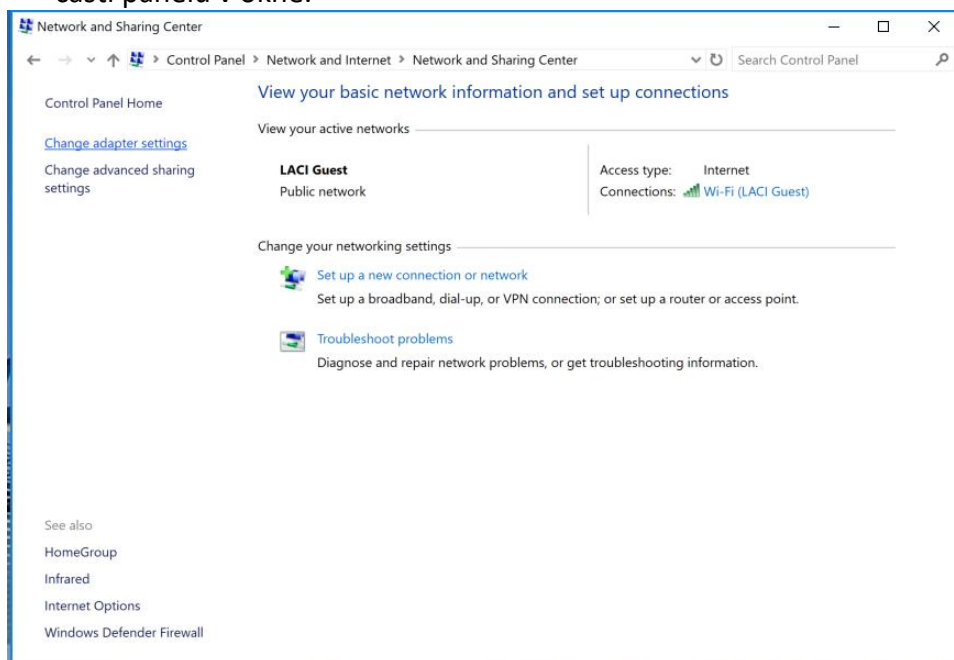 časti panelu v okne.
Network and Sharing Center
Control Panel > Network and Internet > Network and Sharing Center
Search Control Panel
Control Panel Home
Change adapter settings
Change advanced sharing
settings
View your basic network information and set up connections
View your active networks
LACI Guest
Public network
Access type: Internet
Connections: Wi-Fi (LACI Guest)
Change your networking settings
Set up a new connection or network
Set up a broadband, dial-up, or VPN connection; or set up a router or access point.
Troubleshoot problems
Diagnose and repair network problems, or get troubleshooting information.
See also
HomeGroup
Infrared
Internet Options
Windows Defender Firewall